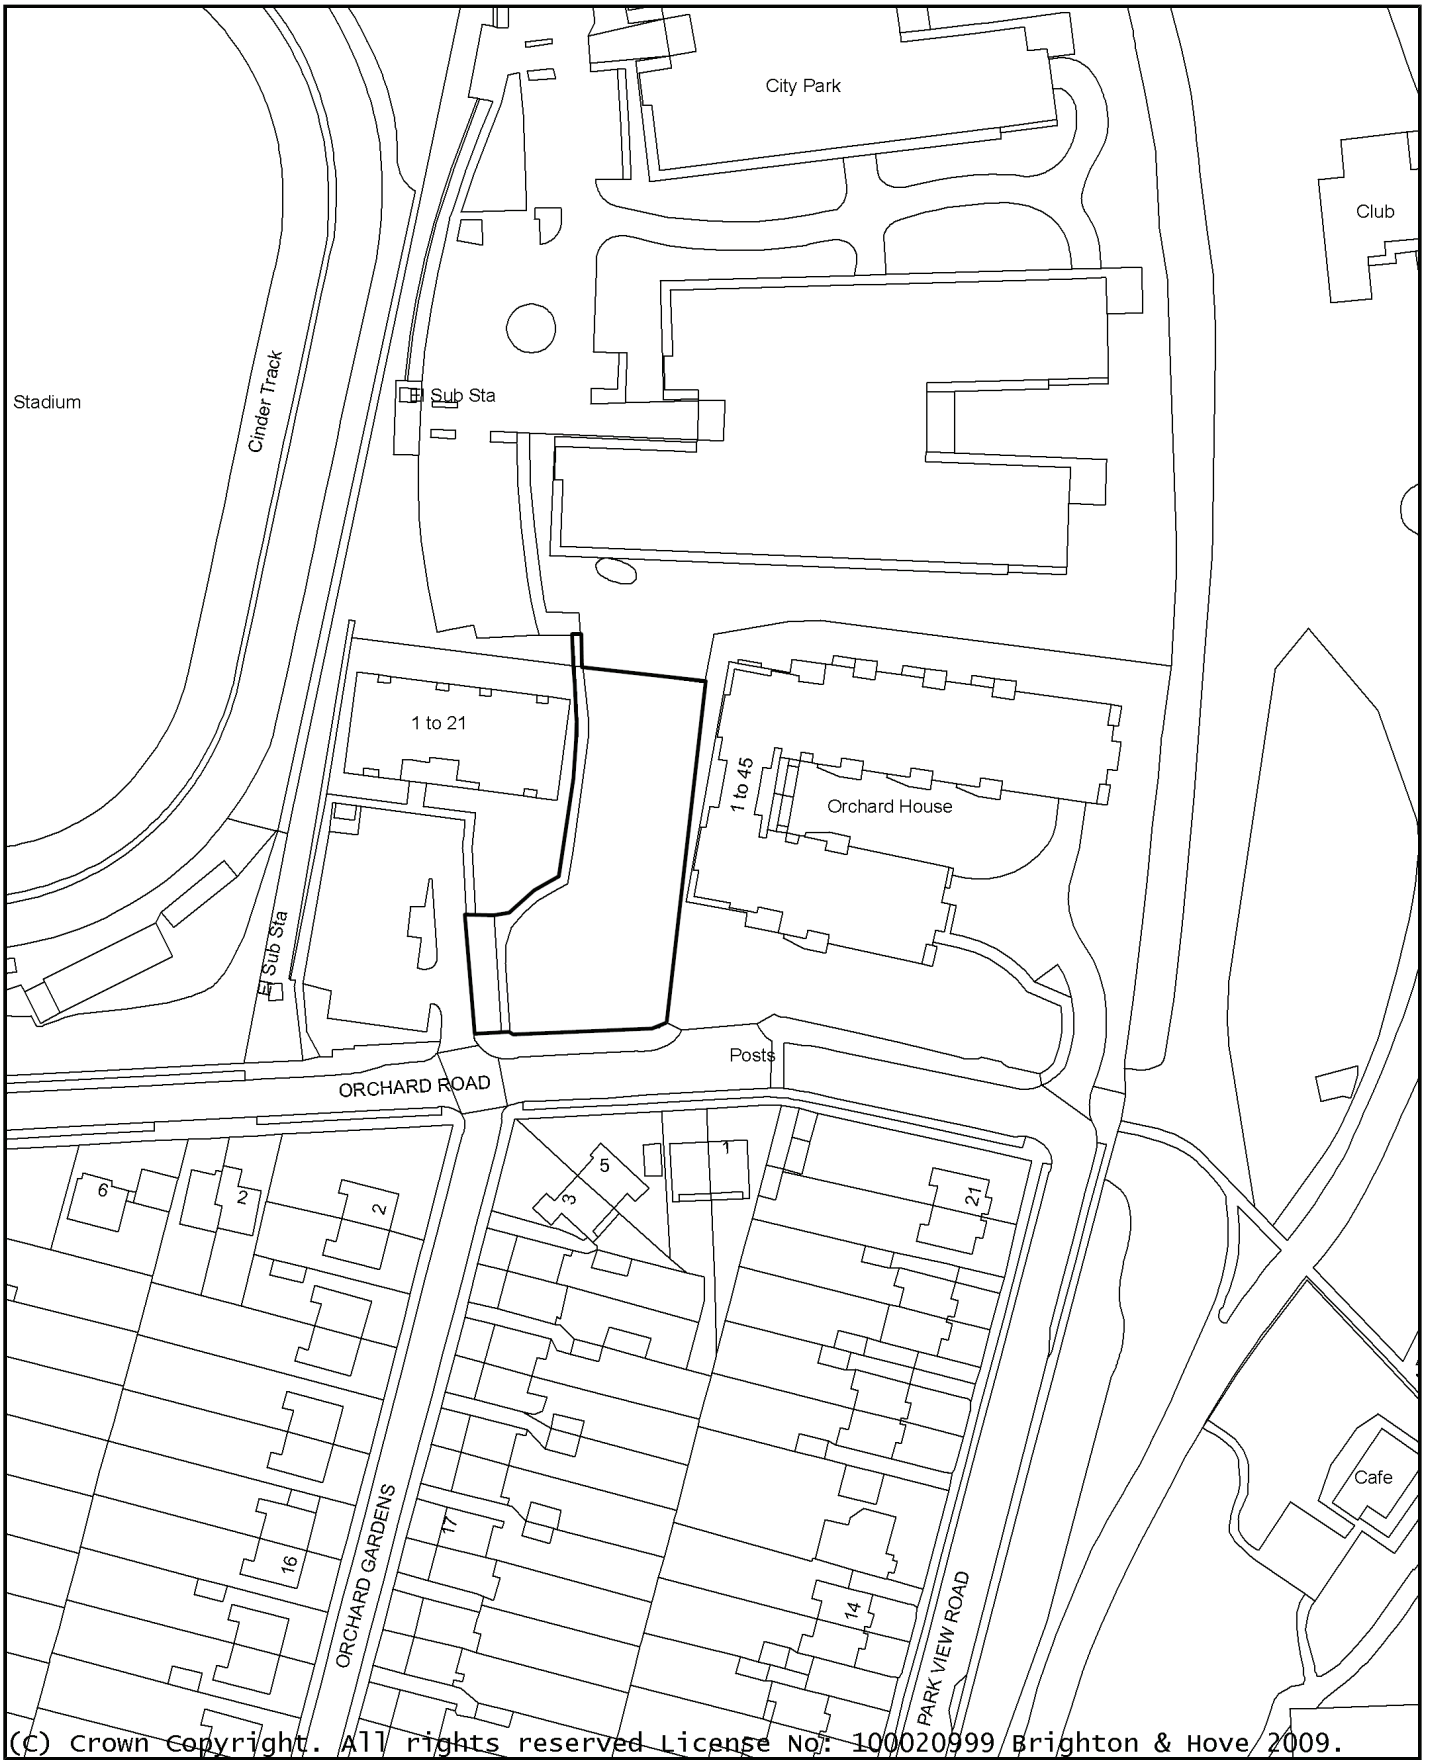 City Park
Club
Stadium
Cinder Track
El Sub Sta
1 to 21
1 to 45
Orchard House
El Sub Sta
Posts
ORCHARD ROAD
6
2
2
5
3
1
21
Cafe
17
16
14
ORCHARD GARDENS
PARK VIEW ROAD
(C) Crown Copyright. All rights reserved License No: 100020999 Brighton & Hove 2009.